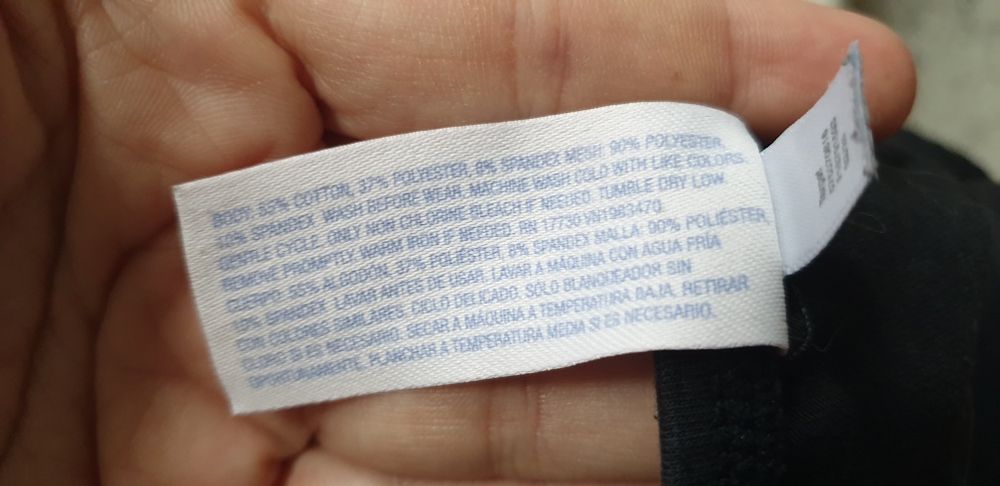 BODY: 55% COTTON, 37% POLYESTER, 8% SPANDEX MESH: 90% POLYESTER,
10% SPANDEX. WASH BEFORE WEAR. MACHINE WASH COLD WITH LIKE COLORS.
GENTLE CYCLE. ONLY NON CHLORINE BLEACH IF NEEDED. TUMBLE DRY LOW.
REMOVE PROMPTLY. WARM IRON IF NEEDED. RN 17730 VN1963470
CUERPO: 55% ALGODÓN, 37% POLIÉSTER, 8% SPANDEX MALLA: 90% POLIÉSTER,
10% SPANDEX. LAVAR ANTES DE USAR. LAVAR A MÁQUINA CON AGUA FRÍA
CON COLORES SIMILARES. CICLO DELICADO. SOLO BLANQUEADOR SIN
CLORO SI ES NECESARIO. SECAR A MÁQUINA A TEMPERATURA BAJA. RETIRAR
OPORTUNAMENTE. PLANCHAR A TEMPERATURA MEDIA SI ES NECESARIO.